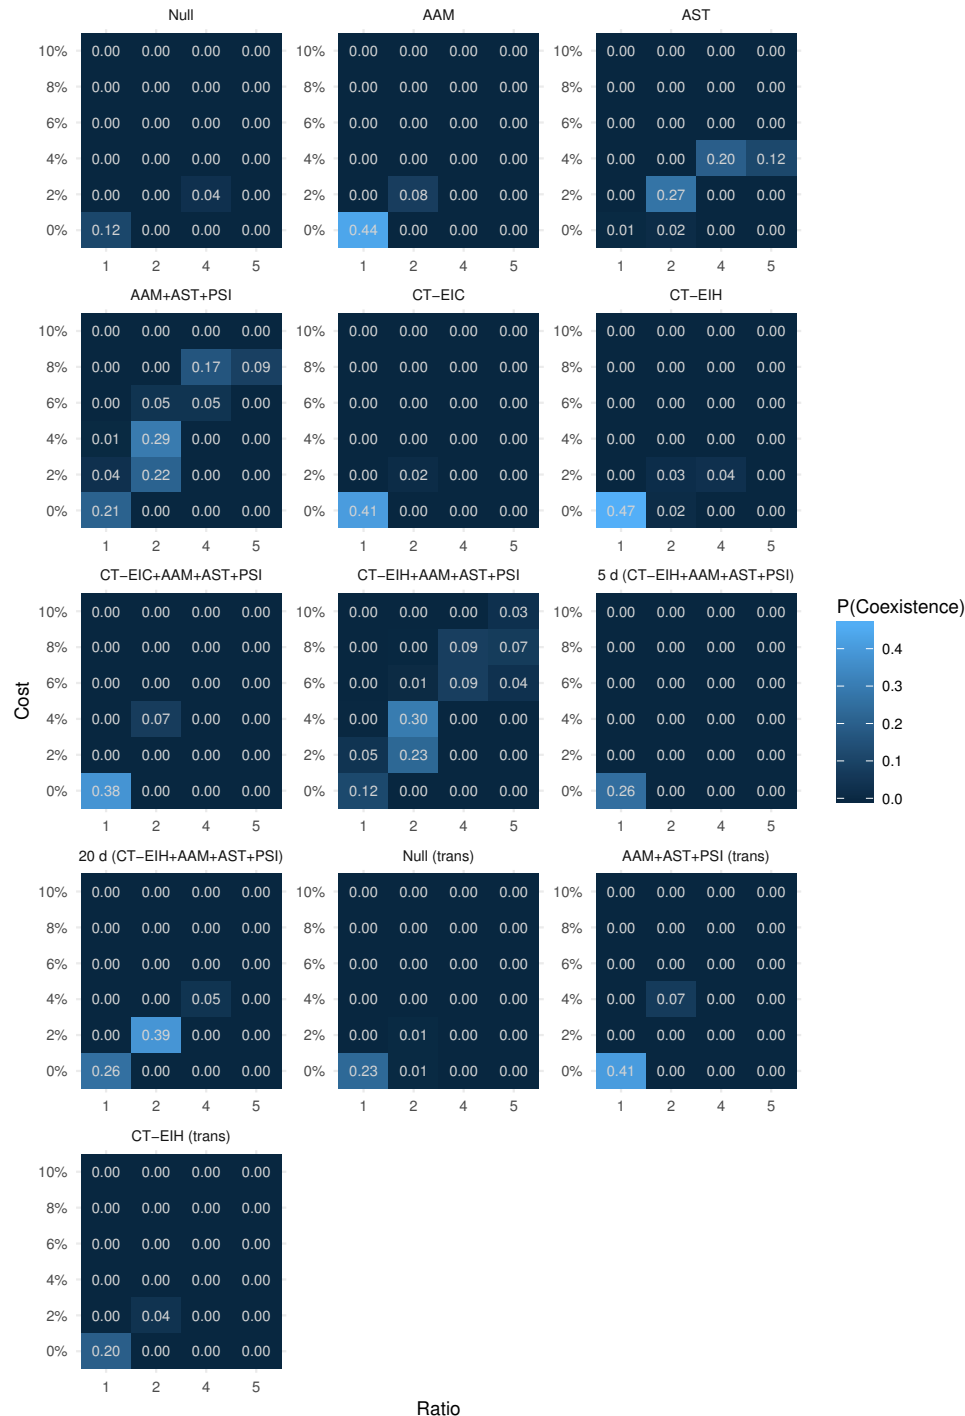 Null AAM AST
10% 0.00 0.00 0.00 0.00 10% 0.00 0.00 0.00 0.00 10% 0.00 0.00 0.00 0.00
8% 0.00 0.00 0.00 0.00 8% 0.00 0.00 0.00 0.00 8% 0.00 0.00 0.00 0.00
6% 0.00 0.00 0.00 0.00 6% 0.00 0.00 0.00 0.00 6% 0.00 0.00 0.00 0.00
4% 0.00 0.00 0.00 0.00 4% 0.00 0.00 0.00 0.00 4% 0.00 0.00 0.20 0.12
2% 0.00 0.00 0.04 0.00 2% 0.00 0.08 0.00 0.00 2% 0.00 0.27 0.00 0.00
0% 0.12 0.00 0.00 0.00 0% 0.44 0.00 0.00 0.00 0% 0.01 0.02 0.00 0.00
1 2 4 5 1 2 4 5 1 2 4 5
AAM+AST+PSI CT−EIC CT−EIH
10% 0.00 0.00 0.00 0.00 10% 0.00 0.00 0.00 0.00 10% 0.00 0.00 0.00 0.00
8% 0.00 0.00 0.17 0.09 8% 0.00 0.00 0.00 0.00 8% 0.00 0.00 0.00 0.00
6% 0.00 0.05 0.05 0.00 6% 0.00 0.00 0.00 0.00 6% 0.00 0.00 0.00 0.00
4% 0.01 0.29 0.00 0.00 4% 0.00 0.00 0.00 0.00 4% 0.00 0.00 0.00 0.00
2% 0.04 0.22 0.00 0.00 2% 0.00 0.02 0.00 0.00 2% 0.00 0.03 0.04 0.00
0% 0.21 0.00 0.00 0.00 0% 0.41 0.00 0.00 0.00 0% 0.47 0.02 0.00 0.00
1 2 4 5 1 2 4 5 1 2 4 5
CT−EIC+AAM+AST+PSI CT−EIH+AAM+AST+PSI 5 d (CT−EIH+AAM+AST+PSI)
10% 0.00 0.00 0.00 0.00 10% 0.00 0.00 0.00 0.03 10% 0.00 0.00 0.00 0.00
8% 0.00 0.00 0.00 0.00 8% 0.00 0.00 0.09 0.07 8% 0.00 0.00 0.00 0.00
6% 0.00 0.00 0.00 0.00 6% 0.00 0.01 0.09 0.04 6% 0.00 0.00 0.00 0.00
4% 0.00 0.07 0.00 0.00 4% 0.00 0.30 0.00 0.00 4% 0.00 0.00 0.00 0.00
2% 0.00 0.00 0.00 0.00 2% 0.05 0.23 0.00 0.00 2% 0.00 0.00 0.00 0.00
0% 0.38 0.00 0.00 0.00 0% 0.12 0.00 0.00 0.00 0% 0.26 0.00 0.00 0.00
1 2 4 5 1 2 4 5 1 2 4 5
20 d (CT−EIH+AAM+AST+PSI) Null (trans) AAM+AST+PSI (trans)
10% 0.00 0.00 0.00 0.00 10% 0.00 0.00 0.00 0.00 10% 0.00 0.00 0.00 0.00
8% 0.00 0.00 0.00 0.00 8% 0.00 0.00 0.00 0.00 8% 0.00 0.00 0.00 0.00
6% 0.00 0.00 0.00 0.00 6% 0.00 0.00 0.00 0.00 6% 0.00 0.00 0.00 0.00
4% 0.00 0.00 0.05 0.00 4% 0.00 0.00 0.00 0.00 4% 0.00 0.07 0.00 0.00
2% 0.00 0.39 0.00 0.00 2% 0.00 0.01 0.00 0.00 2% 0.00 0.00 0.00 0.00
0% 0.26 0.00 0.00 0.00 0% 0.23 0.01 0.00 0.00 0% 0.41 0.00 0.00 0.00
1 2 4 5 1 2 4 5 1 2 4 5
CT−EIH (trans)
10% 0.00 0.00 0.00 0.00
8% 0.00 0.00 0.00 0.00
6% 0.00 0.00 0.00 0.00
4% 0.00 0.00 0.00 0.00
2% 0.00 0.04 0.00 0.00
0% 0.20 0.00 0.00 0.00
1 2 4 5
Cost
Ratio
P(Coexistence)
0.4
0.3
0.2
0.1
0.0